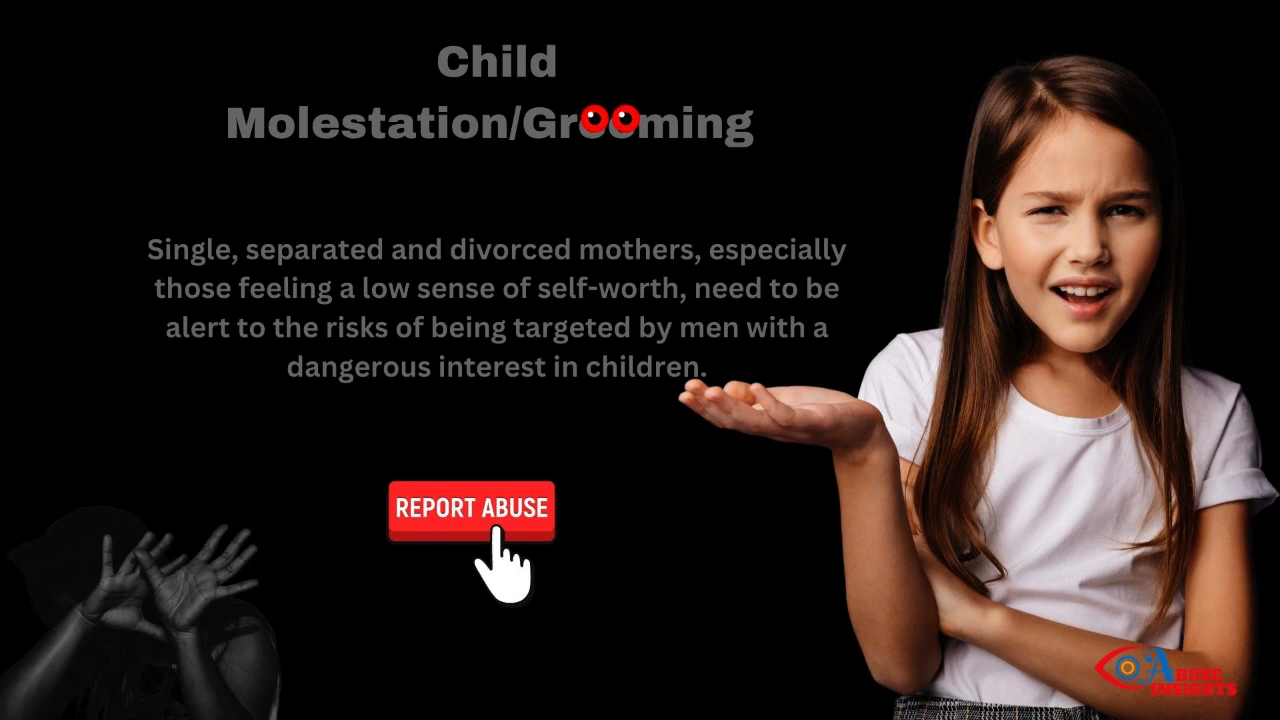 Child
Molestation/Grooming
Single, separated and divorced mothers, especially
those feeling a low sense of self-worth, need to be
alert to the risks of being targeted by men with a
dangerous interest in children.
REPORT ABUSE
ABUSE
INSIGHTS